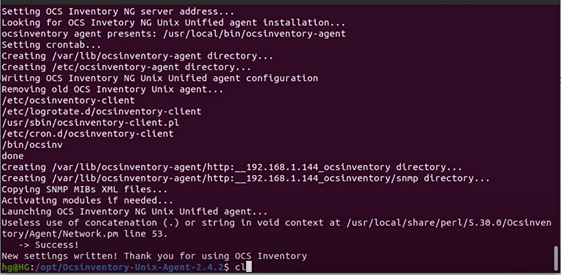 Setting OCS Inventory NG server address...
Looking for OCS Invetory NG Unix Unified agent installation...
ocsinventory agent presents: /usr/local/bin/ocsinventory-agent
Setting crontab...
Creating /var/lib/ocsinventory-agent directory...
Creating /etc/ocsinventory-agent directory...
Writing OCS Inventory NG Unix Unified agent configuration
Removing old OCS Inventory Unix agent...
/etc/ocsinventory-client
/etc/logrotate.d/ocsinventory-client
/usr/sbin/ocsinventory-client.pl
/etc/cron.d/ocsinventory-client
/bin/ocsinv
done
Creating /var/lib/ocsinventory-agent/http:__192.168.1.144_ocsinventory directory...
Creating /var/lib/ocsinventory-agent/http:__192.168.1.144_ocsinventory/snmp directory...
Copying SNMP MIBs XML files...
Activating modules if needed...
Launching OCS Inventory NG Unix Unified agent...
Useless use of concatenation (.) or string in void context at /usr/local/share/perl/5.30.0/Ocsinven
tory/Agent/Network.pm line 53.
-> Success!
New settings written! Thank you for using OCS Inventory
hg@HG:/opt/Ocsinventory-Unix-Agent-2.4.2$ cl